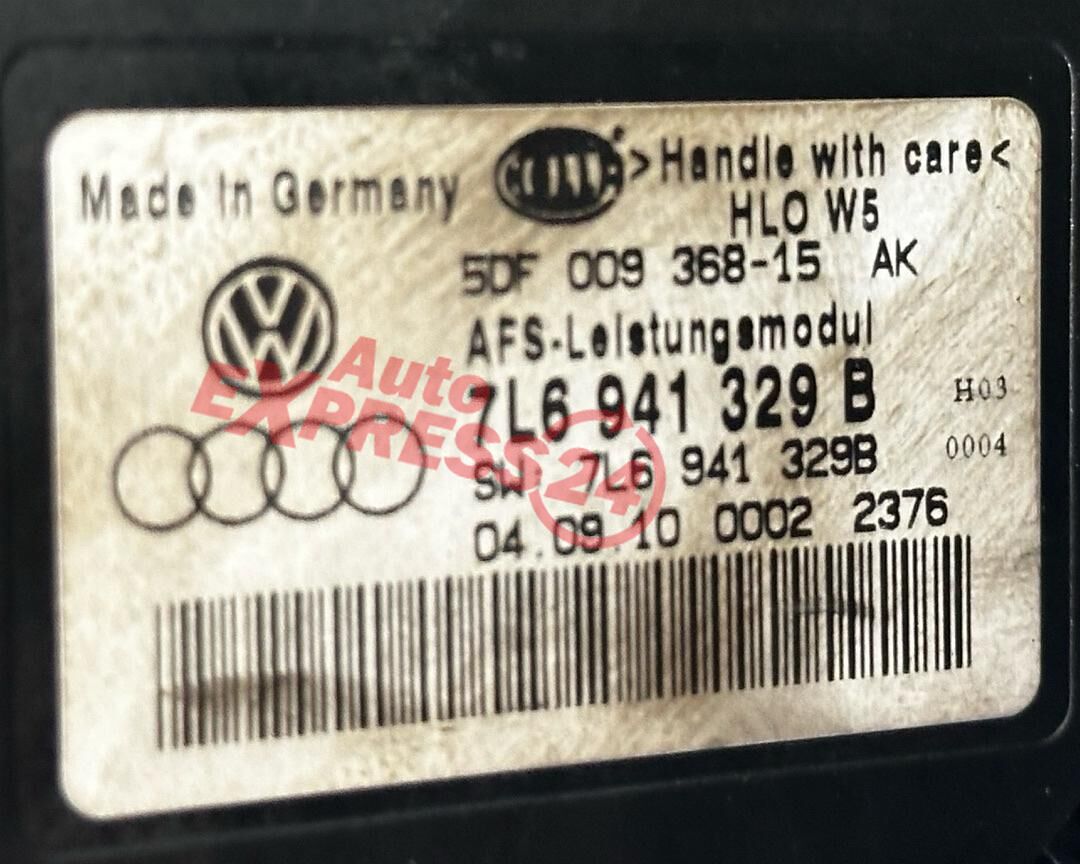 Made in Germany
HELLA
>Handle with care<
HLO W5
5DF 009 368-15 AK
AFS-Leistungsmodul
7L6 941 329 B H03
SW: 7L6 941 329B 0004
04.09.10 0002 2376
Auto
EXPRESS 24